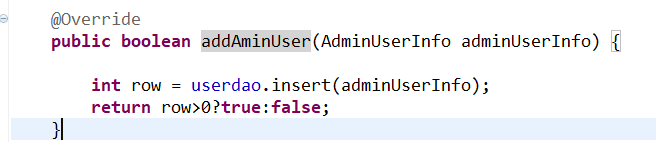 @Override
public boolean addAminUser(AdminUserInfo adminUserInfo) {
int row = userdao.insert(adminUserInfo);
return row>0?true:false;
}